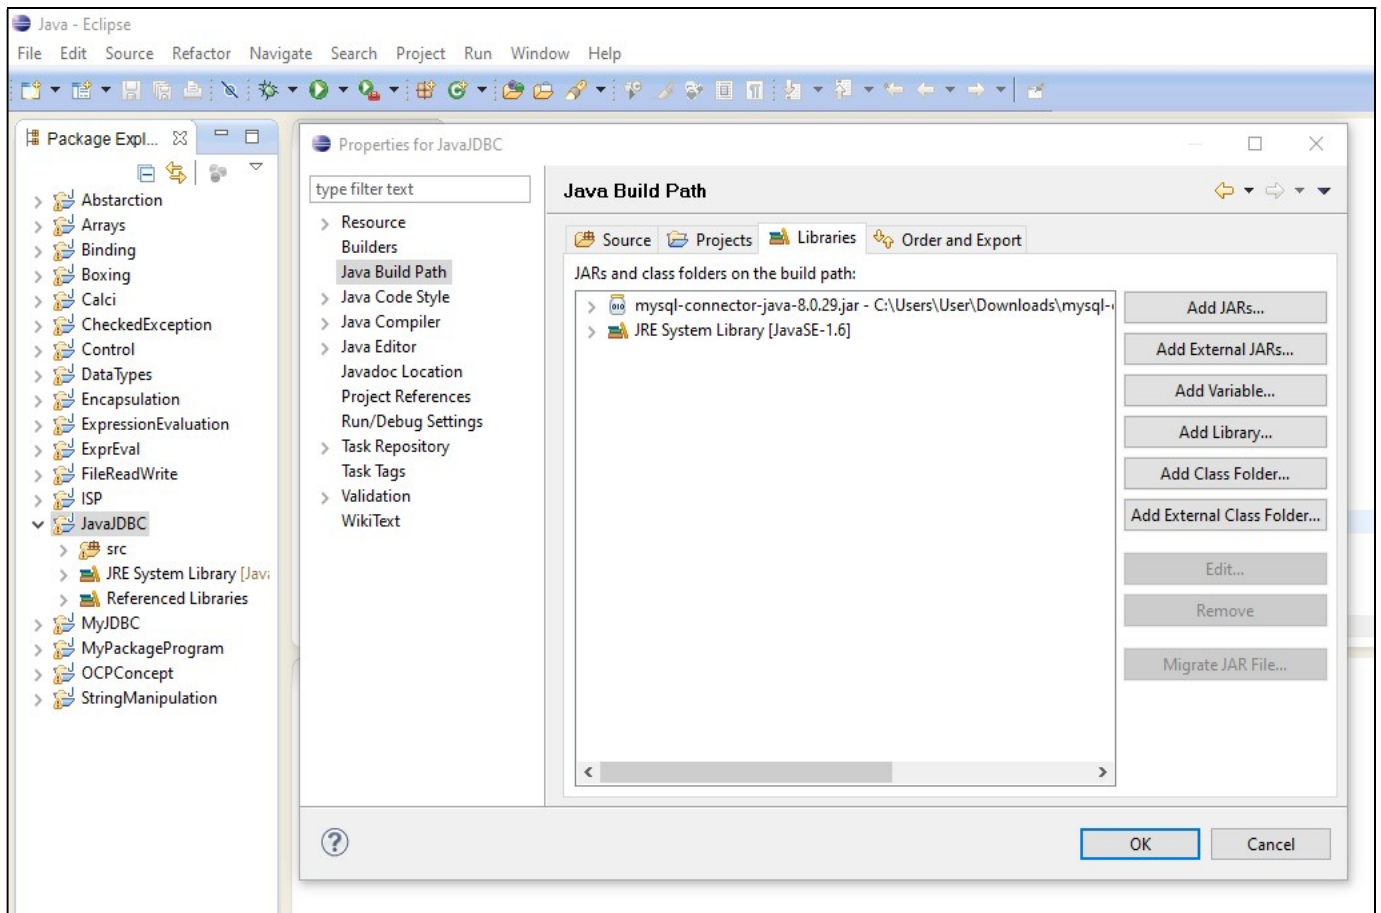 Java - Eclipse
File Edit Source Refactor Navigate Search Project Run Window Help
Package Expl...
Abstarction
Arrays
Binding
Boxing
Calci
CheckedException
Control
DataTypes
Encapsulation
ExpressionEvaluation
ExprEval
FileReadWrite
ISP
JavaJDBC
src
JRE System Library [Java
Referenced Libraries
MyJDBC
MyPackageProgram
OCPConcept
StringManipulation
Properties for JavaJDBC
type filter text
Resource
Builders
Java Build Path
Java Code Style
Java Compiler
Java Editor
Javadoc Location
Project References
Run/Debug Settings
Task Repository
Task Tags
Validation
WikiText
Java Build Path
Source Projects Libraries Order and Export
JARs and class folders on the build path:
mysql-connector-java-8.0.29.jar - C:\Users\User\Downloads\mysql-
JRE System Library [JavaSE-1.6]
Add JARs...
Add External JARs...
Add Variable...
Add Library...
Add Class Folder...
Add External Class Folder...
Edit...
Remove
Migrate JAR File...
OK Cancel